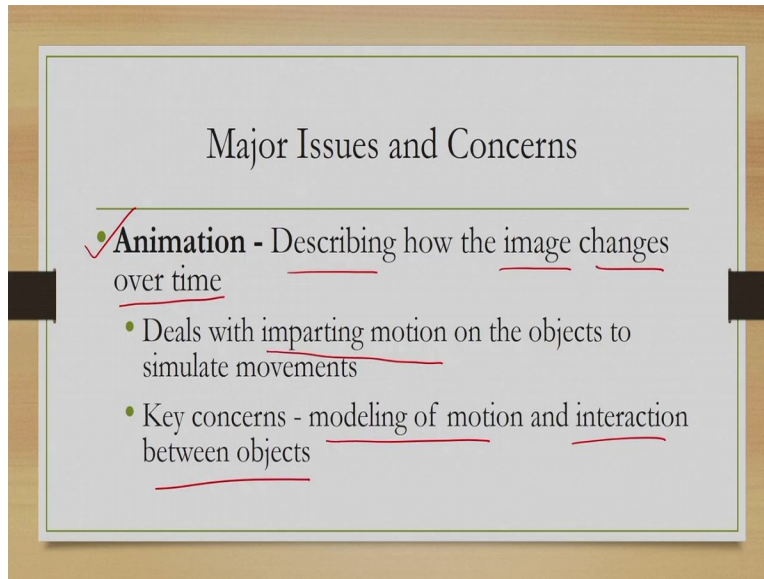 Major Issues and Concerns
• Animation - Describing how the image changes
over time
• Deals with imparting motion on the objects to
simulate movements
• Key concerns - modeling of motion and interaction
between objects